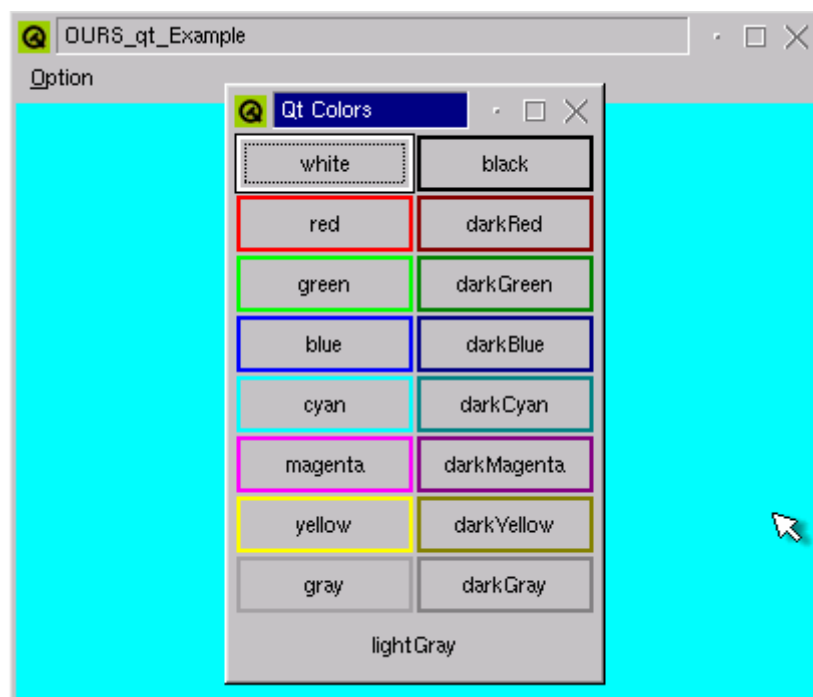 OURS_qt_Example
Option
Qt Colors
white black
red darkRed
green darkGreen
blue darkBlue
cyan darkCyan
magenta darkMagenta
yellow darkYellow
gray darkGray
lightGray